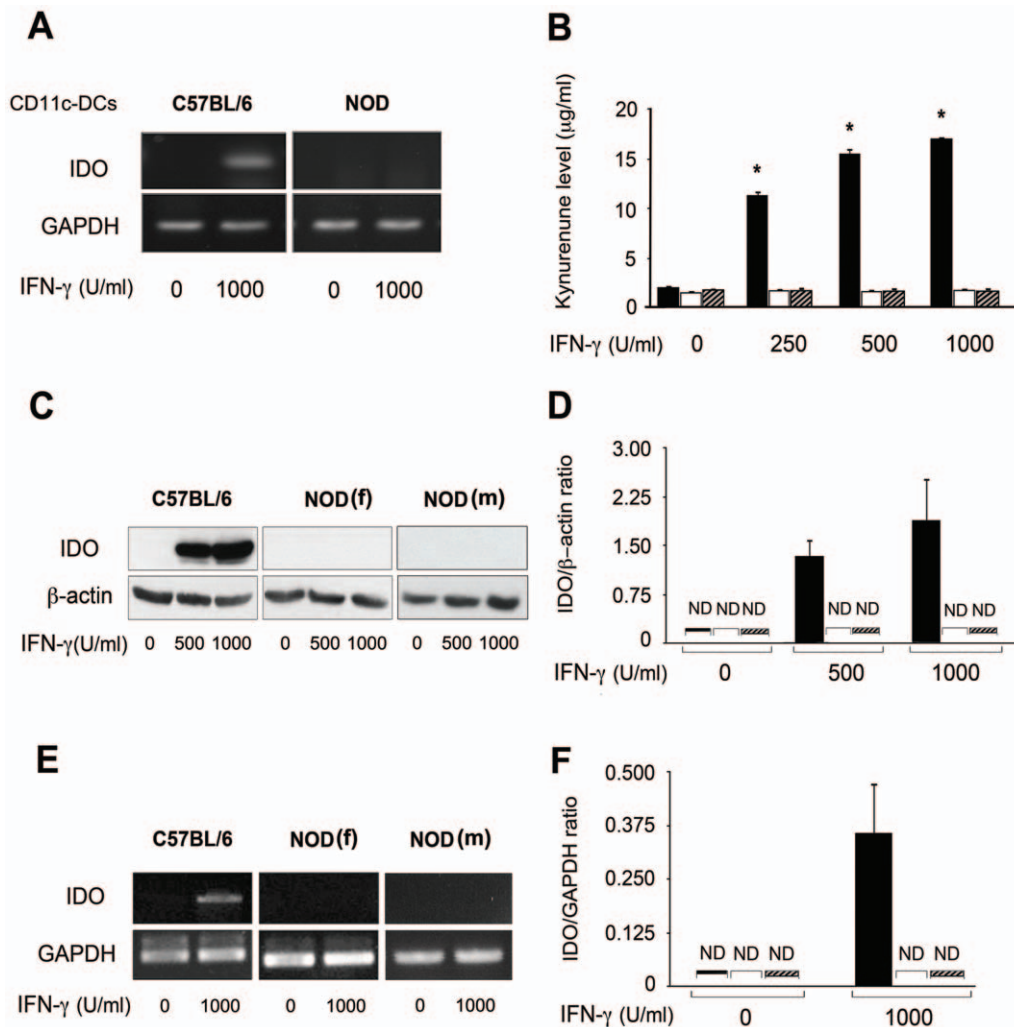 A
CD11c-DCs C57BL/6 NOD
IDO
GAPDH
IFN-γ (U/ml) 0 1000 0 1000
B
Kynurenune level (μg/ml)
20
15
10
5
0
* * *
IFN-γ (U/ml) 0 250 500 1000
C
C57BL/6 NOD(f) NOD(m)
IDO
β-actin
IFN-γ(U/ml) 0 500 1000 0 500 1000 0 500 1000
D
IDO/β-actin ratio
3.00
2.25
1.50
0.75
0
ND ND ND ND ND ND ND
IFN-γ (U/ml) 0 500 1000
E
C57BL/6 NOD(f) NOD(m)
IDO
GAPDH
IFN-γ (U/ml) 0 1000 0 1000 0 1000
F
IDO/GAPDH ratio
0.500
0.375
0.250
0.125
0
ND ND ND ND ND
IFN-γ (U/ml) 0 1000